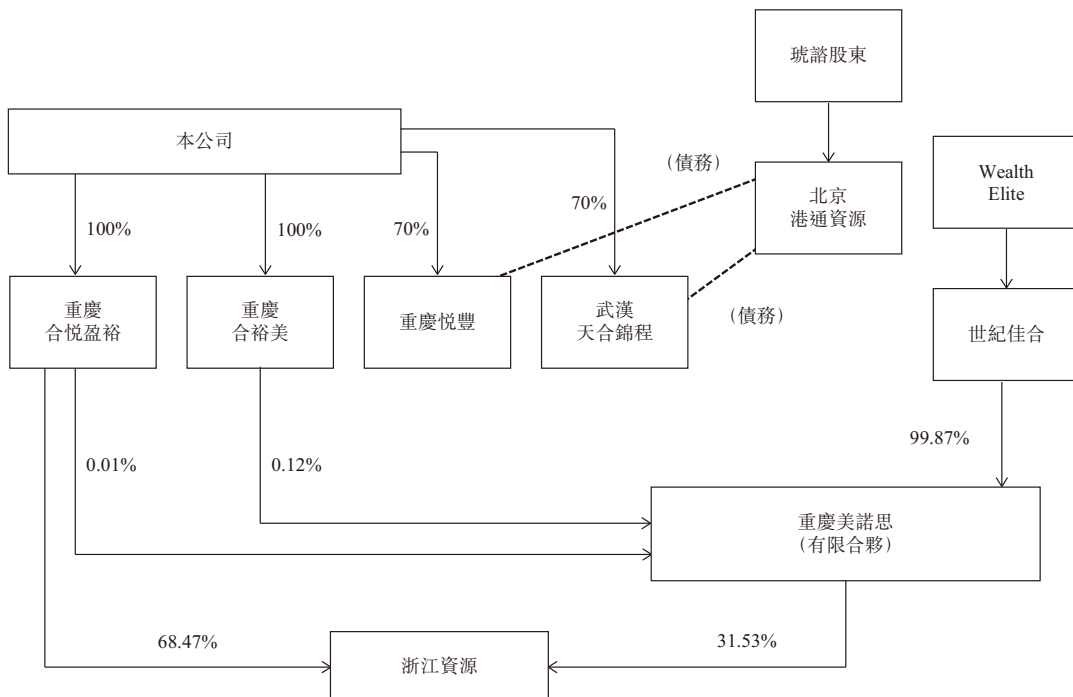 琥諮股東
本公司
(債務)
北京
港通資源
Wealth
Elite
100%
100%
70%
70%
重慶
合悦盈裕
重慶
合裕美
重慶悦豐
武漢
天合錦程
(債務)
世紀佳合
99.87%
0.01%
0.12%
重慶美諾思
(有限合夥)
68.47%
31.53%
浙江資源